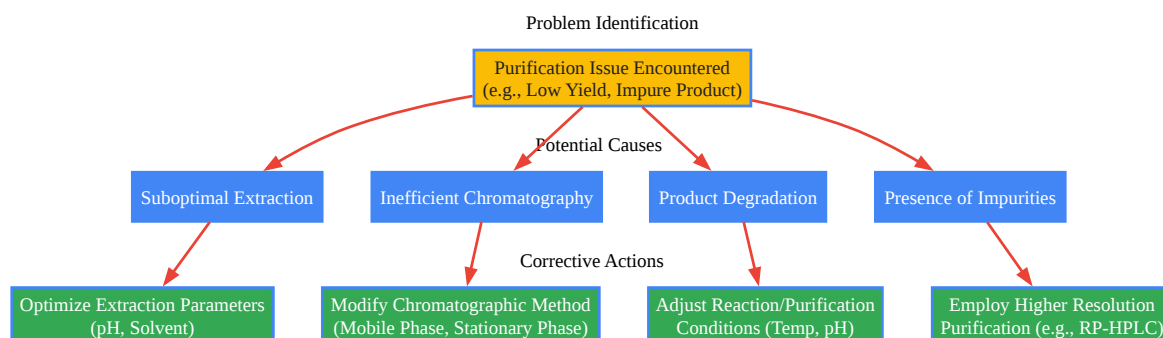 Problem Identification
Purification Issue Encountered
(e.g., Low Yield, Impure Product)
Potential Causes
Suboptimal Extraction
Inefficient Chromatography
Product Degradation
Presence of Impurities
Corrective Actions
Optimize Extraction Parameters
(pH, Solvent)
Modify Chromatographic Method
(Mobile Phase, Stationary Phase)
Adjust Reaction/Purification
Conditions (Temp, pH)
Employ Higher Resolution
Purification (e.g., RP-HPLC)